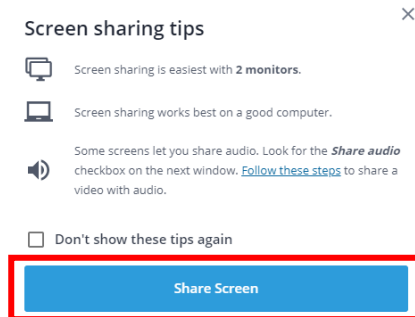 Screen sharing tips
Screen sharing is easiest with 2 monitors.
Screen sharing works best on a good computer.
Some screens let you share audio. Look for the Share audio
checkbox on the next window. Follow these steps to share a
video with audio.
Don't show these tips again
Share Screen